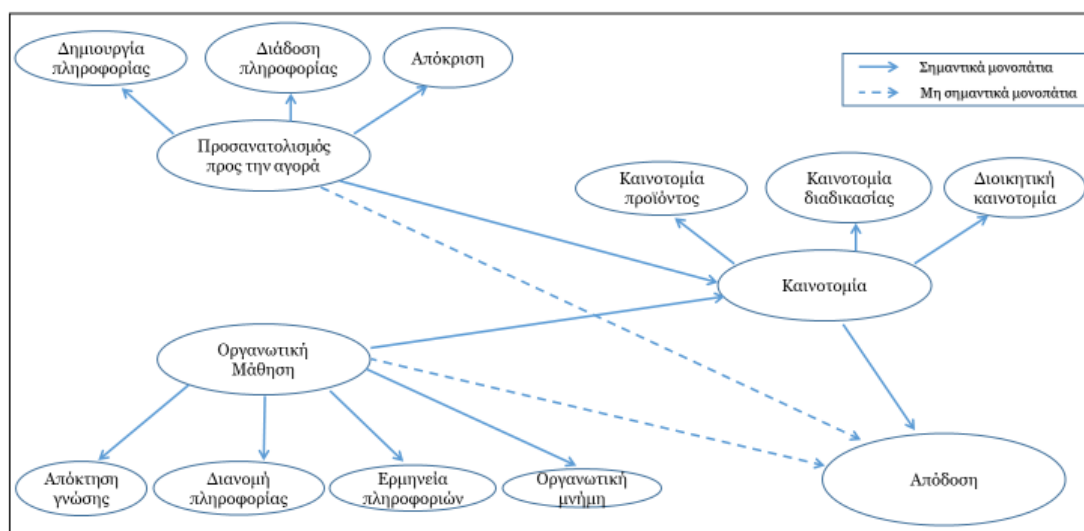 Δημιουργία
πληροφορίας
Διάδοση
πληροφορίας
Απόκριση
Σημαντικά μονοπάτια
Μη σημαντικά μονοπάτια
Προσανατολισμός
προς την αγορά
Καινοτομία
προϊόντος
Καινοτομία
διαδικασίας
Διοικητική
καινοτομία
Καινοτομία
Οργανωτική
Μάθηση
Απόκτηση
γνώσης
Διανομή
πληροφορίας
Ερμηνεία
πληροφοριών
Οργανωτική
μνήμη
Απόδοση